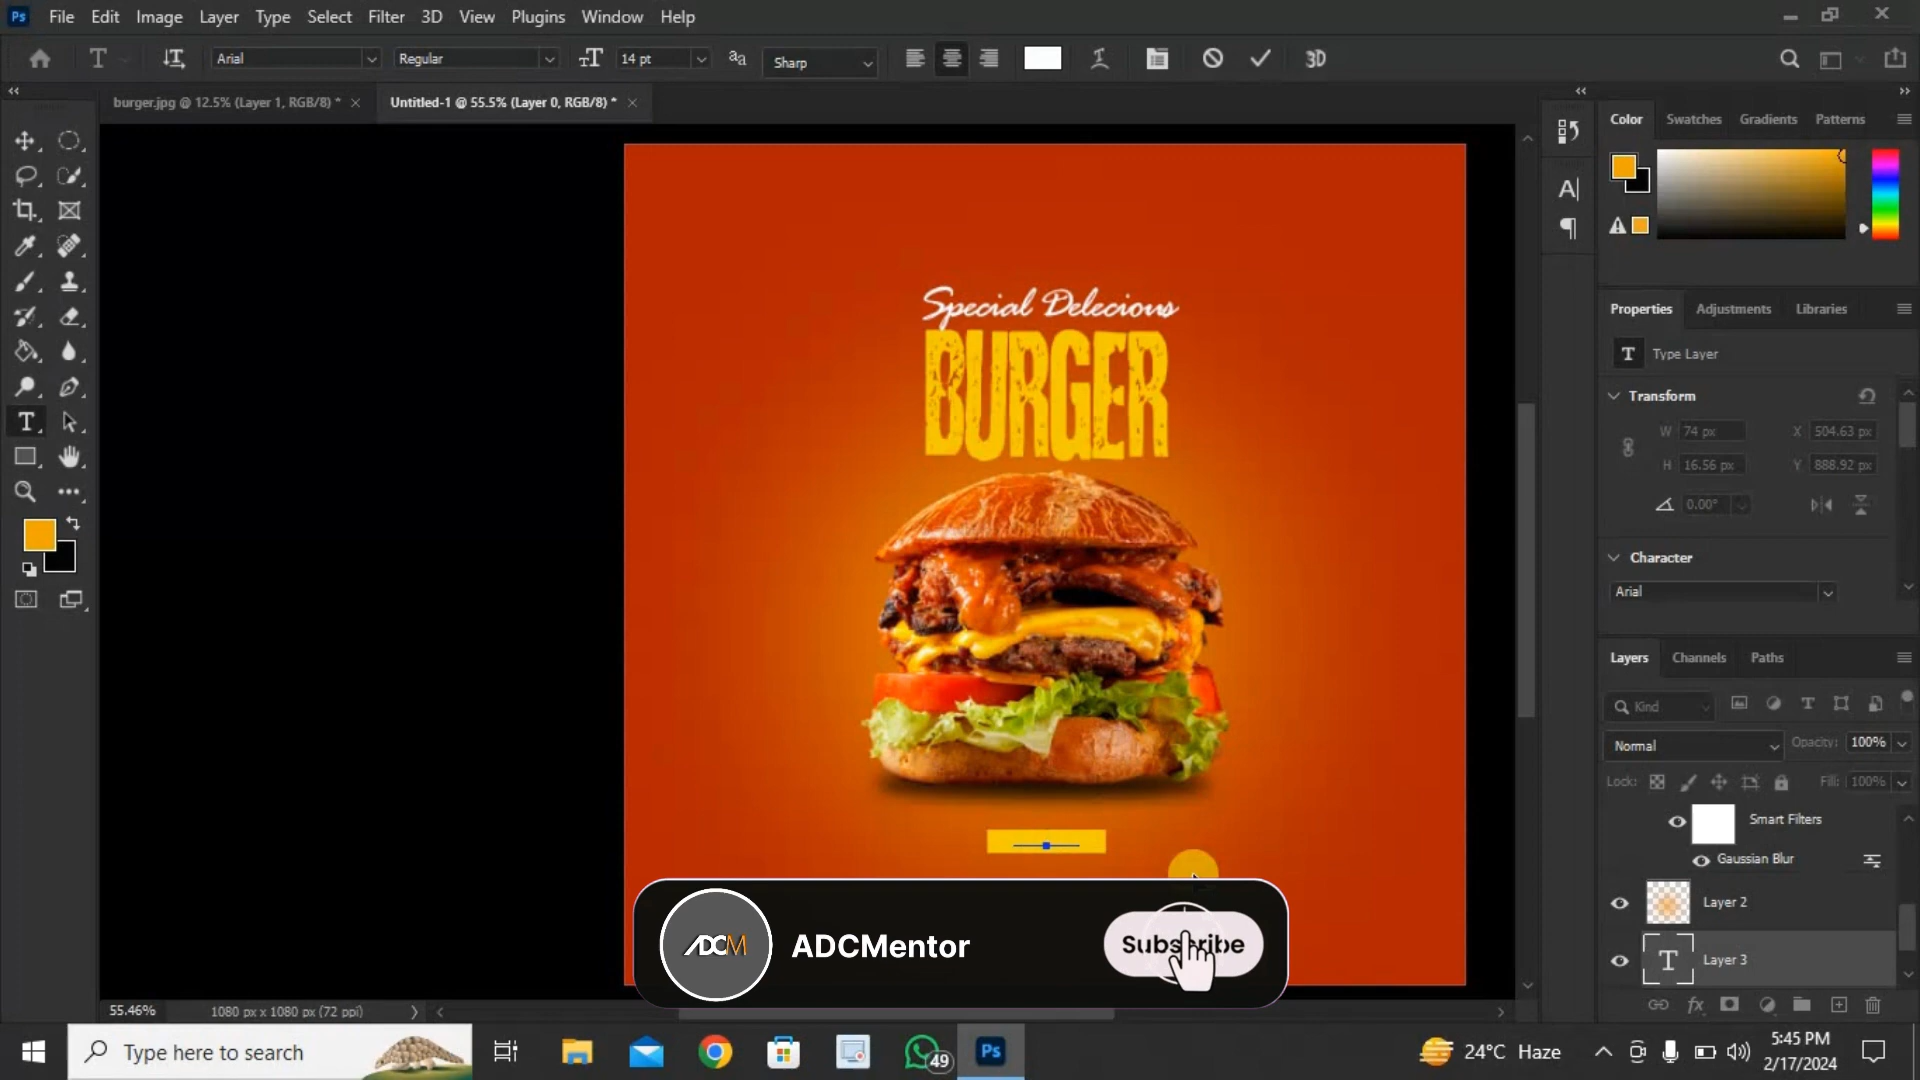 Ps File Edit Image Layer Type Select Filter 3D View Plugins Window Help
T Arial Regular 14 pt aa Sharp 3D
burger.jpg @ 12.5% (Layer 1, RGB/8) * × Untitled-1 @ 55.5% (Layer 0, RGB/8) * ×
Color Swatches Gradients Patterns
Special Delecious
BURGER
Properties Adjustments Libraries
T Type Layer
Transform
W 74 px X 504.63 px
H 16.56 px Y 888.92 px
0.00°
Character
Arial
Layers Channels Paths
Kind
Normal Opacity: 100%
Lock: Fill: 100%
Smart Filters
Gaussian Blur
Layer 2
T Layer 3
ADCM ADCMentor Subscribe
55.46% 1080 px x 1080 px (72 ppi)
Type here to search 49 Ps 24°C Haze 5:45 PM
2/17/2024